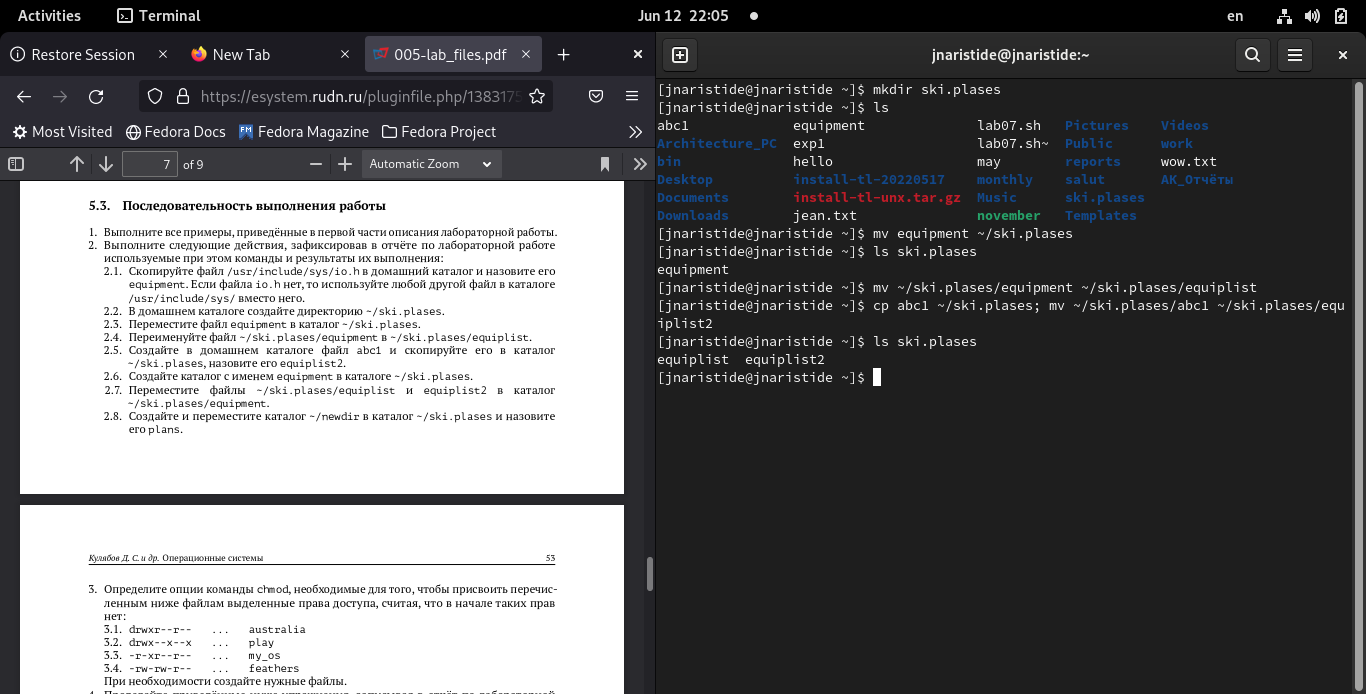 Activities
Terminal
Jun 12 22:05
en
Restore Session
New Tab
005-lab_files.pdf
https://esystem.rudn.ru/pluginfile.php/1383175
Most Visited
Fedora Docs
Fedora Magazine
Fedora Project
7 of 9
Automatic Zoom
5.3. Последовательность выполнения работы
1. Выполните все примеры, приведённые в первой части описания лабораторной работы.
2. Выполните следующие действия, зафиксировав в отчёте по лабораторной работе
используемые при этом команды и результаты их выполнения:
2.1. Скопируйте файл /usr/include/sys/io.h в домашний каталог и назовите его
equipment. Если файла io.h нет, то используйте любой другой файл в каталоге
/usr/include/sys/ вместо него.
2.2. В домашнем каталоге создайте директорию ~/ski.plases.
2.3. Переместите файл equipment в каталог ~/ski.plases.
2.4. Переименуйте файл ~/ski.plases/equipment в ~/ski.plases/equiplist.
2.5. Создайте в домашнем каталоге файл abc1 и скопируйте его в каталог
~/ski.plases, назовите его equiplist2.
2.6. Создайте каталог с именем equipment в каталоге ~/ski.plases.
2.7. Переместите файлы ~/ski.plases/equiplist и equiplist2 в каталог
~/ski.plases/equipment.
2.8. Создайте и переместите каталог ~/newdir в каталог ~/ski.plases и назовите
его plans.
Кулябов Д. С. и др. Операционные системы 53
3. Определите опции команды chmod, необходимые для того, чтобы присвоить перечис-
ленным ниже файлам выделенные права доступа, считая, что в начале таких прав
нет:
3.1. drwxr--r-- ... australia
3.2. drwx--x--x ... play
3.3. -r-xr--r-- ... my_os
3.4. -rw-rw-r-- ... feathers
При необходимости создайте нужные файлы.
jnaristide@jnaristide:~
[jnaristide@jnaristide ~]$ mkdir ski.plases
[jnaristide@jnaristide ~]$ ls
abc1 equipment lab07.sh Pictures Videos
Architecture_PC exp1 lab07.sh~ Public work
bin hello may reports wow.txt
Desktop install-tl-20220517 monthly salut АК_Отчёты
Documents install-tl-unx.tar.gz Music ski.plases
Downloads jean.txt november Templates
[jnaristide@jnaristide ~]$ mv equipment ~/ski.plases
[jnaristide@jnaristide ~]$ ls ski.plases
equipment
[jnaristide@jnaristide ~]$ mv ~/ski.plases/equipment ~/ski.plases/equiplist
[jnaristide@jnaristide ~]$ cp abc1 ~/ski.plases; mv ~/ski.plases/abc1 ~/ski.plases/equ
iplist2
[jnaristide@jnaristide ~]$ ls ski.plases
equiplist equiplist2
[jnaristide@jnaristide ~]$